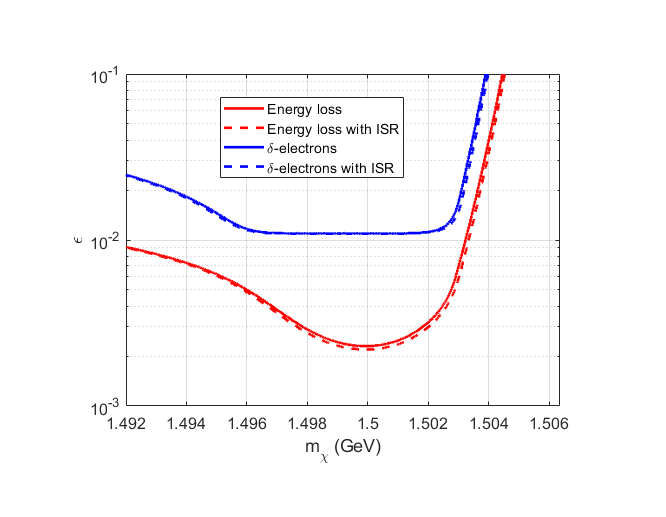 10^-1
10^-2
10^-3
ϵ
Energy loss
Energy loss with ISR
δ-electrons
δ-electrons with ISR
1.492 1.494 1.496 1.498 1.5 1.502 1.504 1.506
m_χ (GeV)